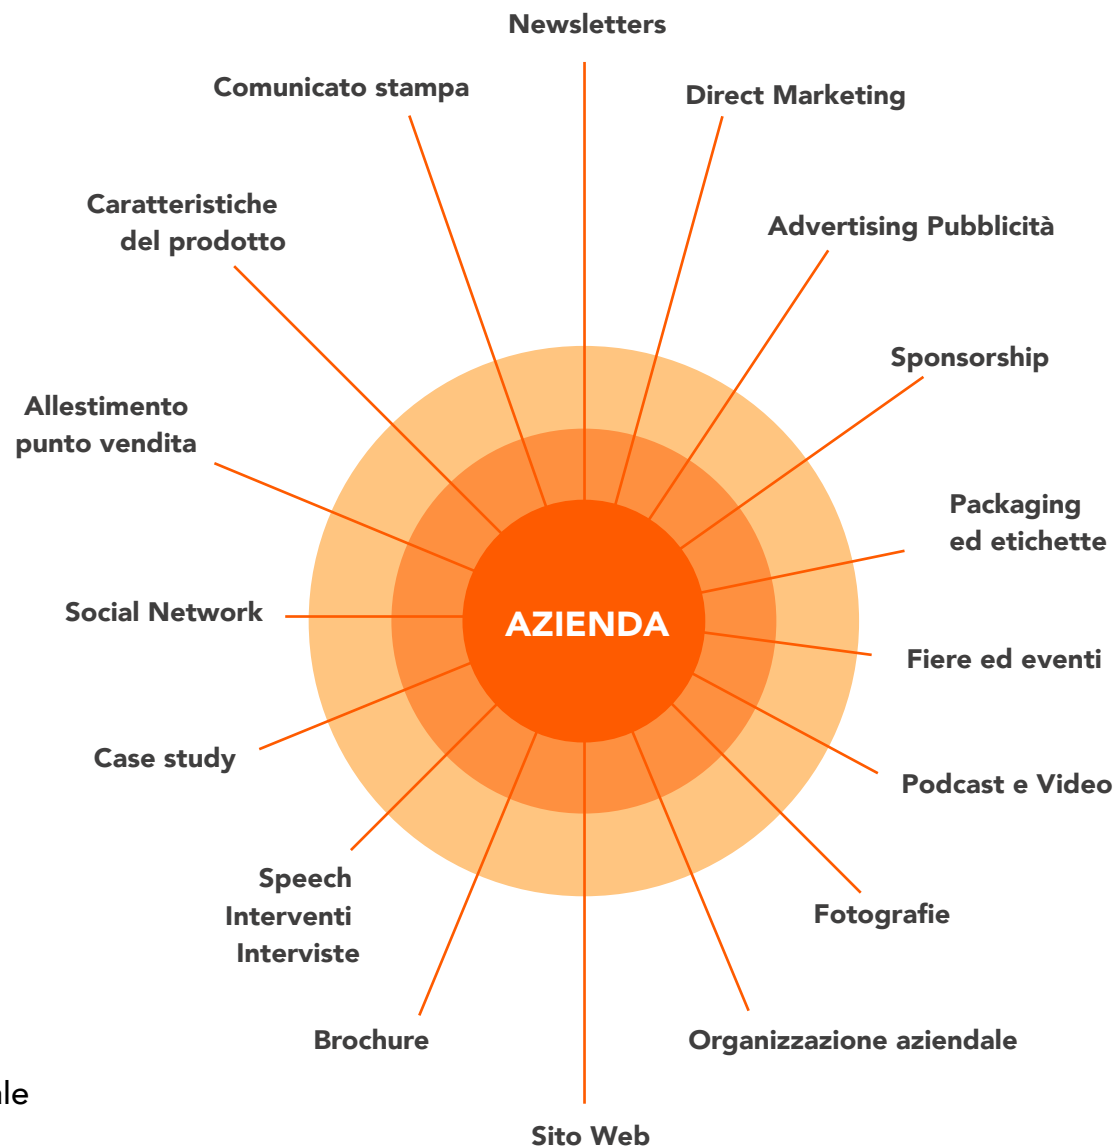 Newsletters
Comunicato stampa
Direct Marketing
Caratteristiche
del prodotto
Advertising Pubblicità
Sponsorship
Allestimento
punto vendita
Packaging
ed etichette
Social Network
AZIENDA
Fiere ed eventi
Case study
Podcast e Video
Speech
Interventi
Interviste
Fotografie
Brochure
Organizzazione aziendale
Sito Web